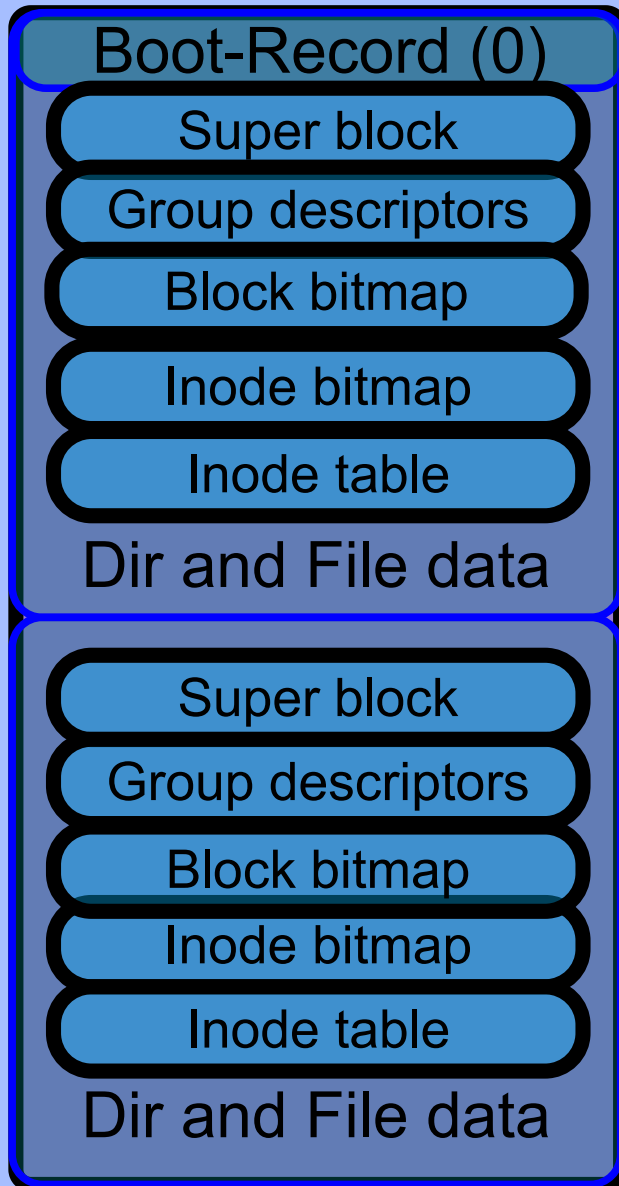 Boot-Record (0)
Super block
Group descriptors
Block bitmap
Inode bitmap
Inode table
Dir and File data
Super block
Group descriptors
Block bitmap
Inode bitmap
Inode table
Dir and File data